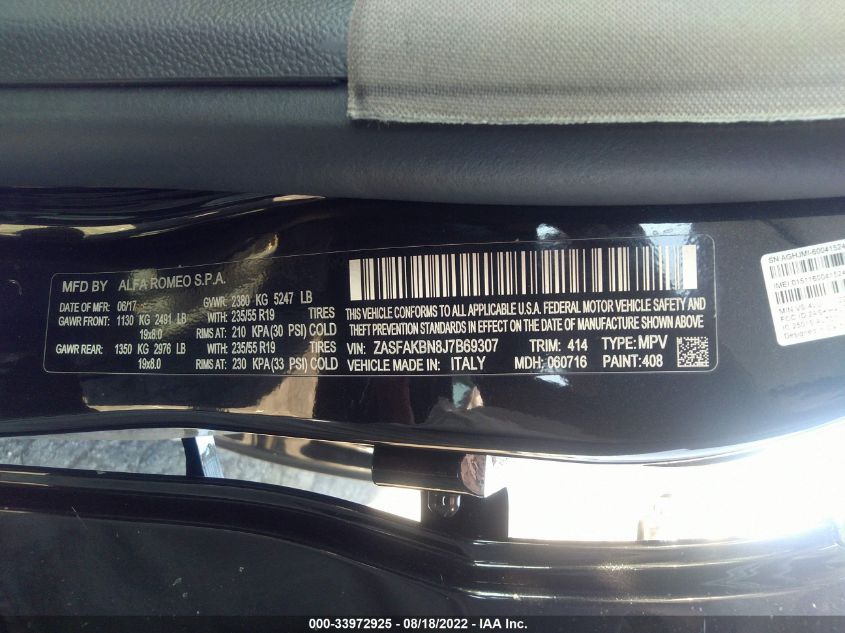 MFD BY ALFA ROMEO S.P.A.
DATE OF MFR 06/17 GVWR: 2380 KG 5247 LB
GAWR FRONT: 1130 KG 2491 LB WITH: 235/55 R19 TIRES
19x8.0 RIMS AT: 210 KPA (30 PSI) COLD
GAWR REAR: 1350 KG 2976 LB WITH: 235/55 R19 TIRES
19x8.0 RIMS AT: 230 KPA (33 PSI) COLD
THIS VEHICLE CONFORMS TO ALL APPLICABLE U.S.A. FEDERAL MOTOR VEHICLE SAFETY AND
THEFT PREVENTION STANDARDS IN EFFECT ON THE DATE OF MANUFACTURE SHOWN ABOVE.
VIN: ZASFAKBN8J7B69307 TRIM: 414 TYPE: MPV
VEHICLE MADE IN: ITALY MDH: 060716 PAINT: 408
SN:AGHJMI-60041524
000-33972925 - 08/18/2022 - IAA Inc.